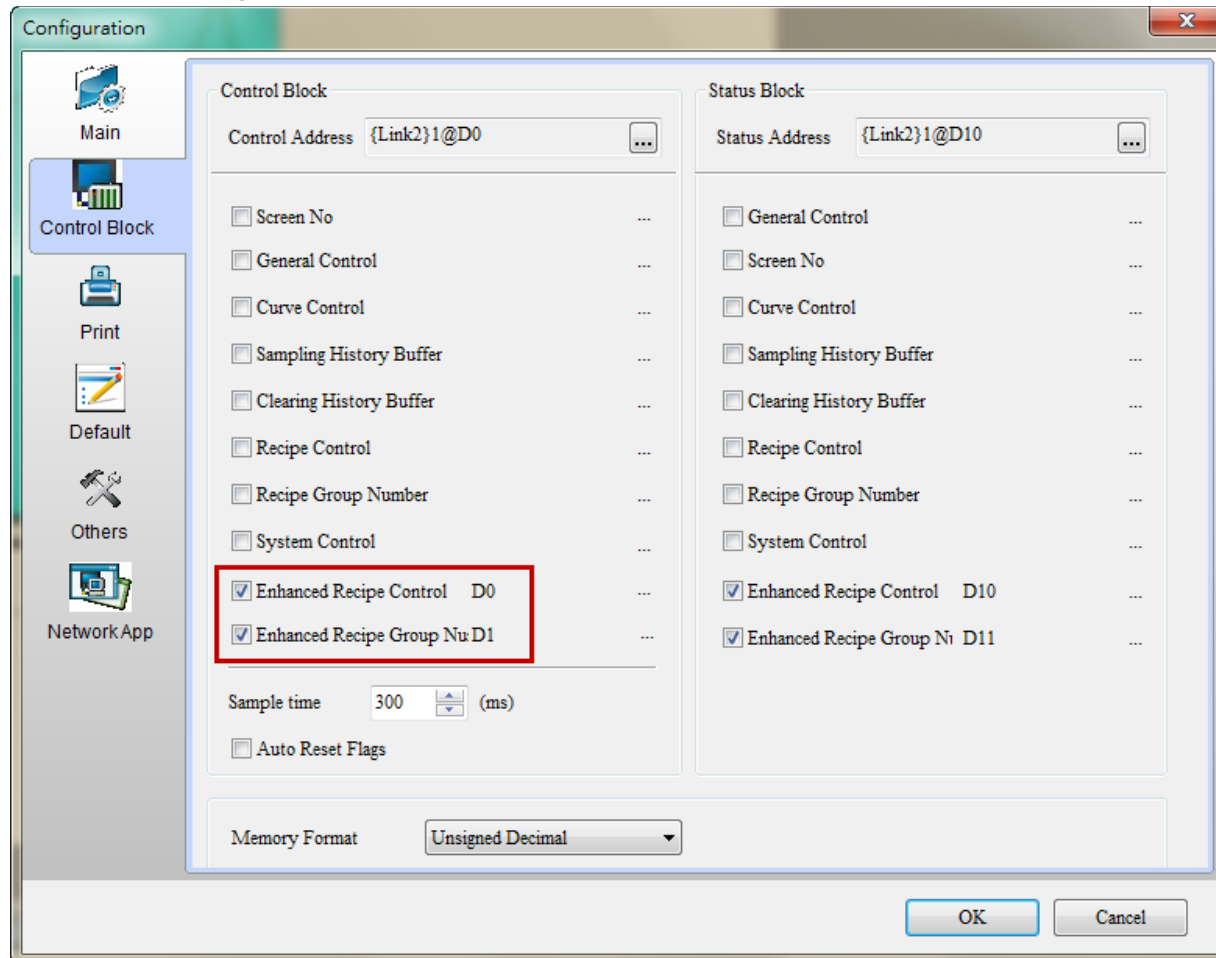 Configuration
Main
Control Block
Print
Default
Others
Network App
Control Block
Control Address {Link2}1@D0 ...
Screen No ...
General Control ...
Curve Control ...
Sampling History Buffer ...
Clearing History Buffer ...
Recipe Control ...
Recipe Group Number ...
System Control ...
Enhanced Recipe Control D0 ...
Enhanced Recipe Group Nu D1 ...
Sample time 300 (ms)
Auto Reset Flags
Status Block
Status Address {Link2}1@D10 ...
General Control ...
Screen No ...
Curve Control ...
Sampling History Buffer ...
Clearing History Buffer ...
Recipe Control ...
Recipe Group Number ...
System Control ...
Enhanced Recipe Control D10 ...
Enhanced Recipe Group N D11 ...
Memory Format Unsigned Decimal
OK Cancel